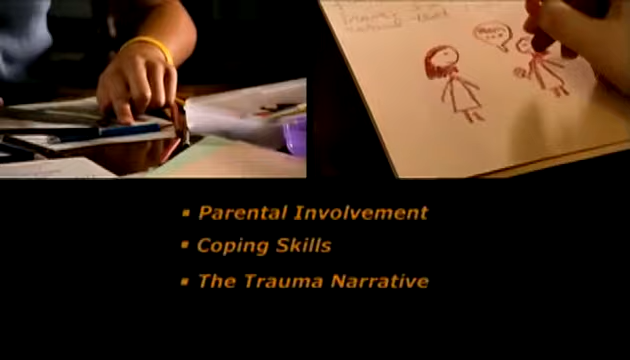 ▪ Parental Involvement
▪ Coping Skills
▪ The Trauma Narrative